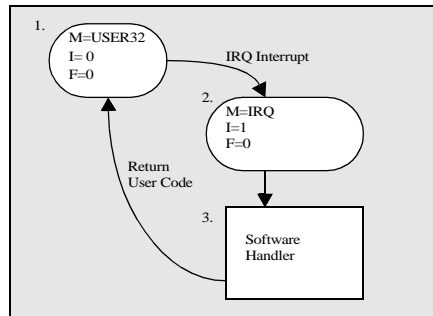 1.
M=USER32
I= 0
F=0
IRQ Interrupt
2.
M=IRQ
I=1
F=0
Return
User Code
3.
Software
Handler